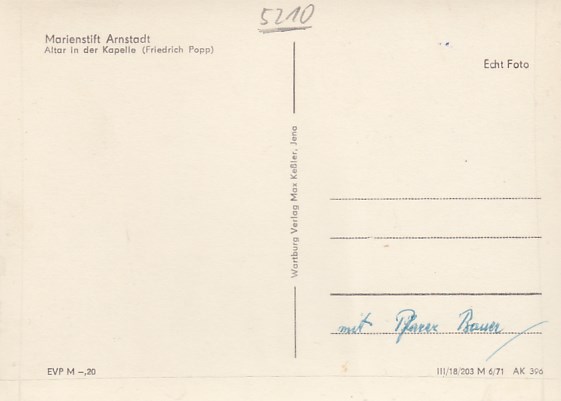 5210
Marienstift Arnstadt
Altar in der Kapelle (Friedrich Popp)
Echt Foto
Wartburg Verlag Max Keßler, Jena
mit Pfarrer Bauer
EVP M –,20
III/18/203 M 6/71 AK 396